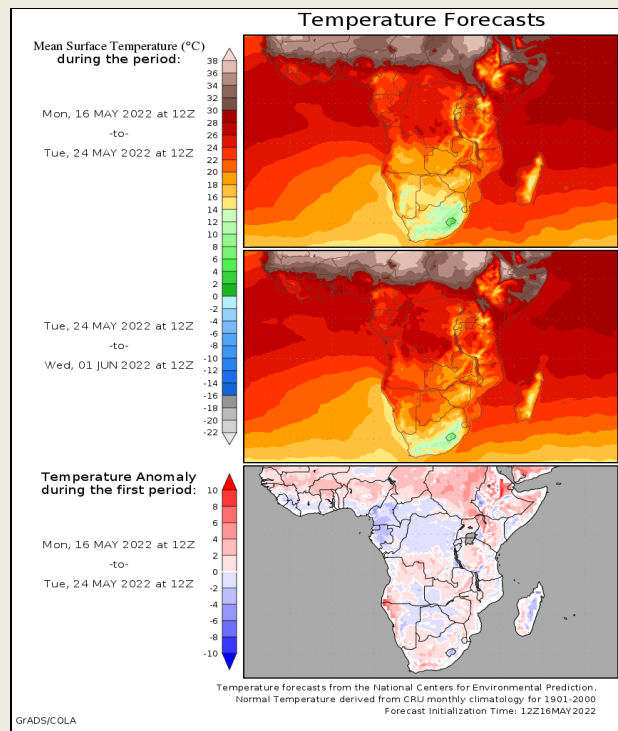 Temperature Forecasts
Mean Surface Temperature (°C)
during the period:
Mon, 16 MAY 2022 at 12Z
-to-
Tue, 24 MAY 2022 at 12Z
38
36
34
32
30
28
26
24
22
20
18
16
14
12
10
8
6
4
2
0
-2
-4
-6
-8
-10
-12
-14
-16
-18
-20
-22
Tue, 24 MAY 2022 at 12Z
-to-
Wed, 01 JUN 2022 at 12Z
Temperature Anomaly
during the first period:
Mon, 16 MAY 2022 at 12Z
-to-
Tue, 24 MAY 2022 at 12Z
10
8
6
4
2
0
-2
-4
-6
-8
-10
Temperature forecasts from the National Centers for Environmental Prediction.
Normal Temperature derived from CRU monthly climatology for 1901-2000
Forecast Initialization Time: 12Z16MAY2022
GrADS/COLA